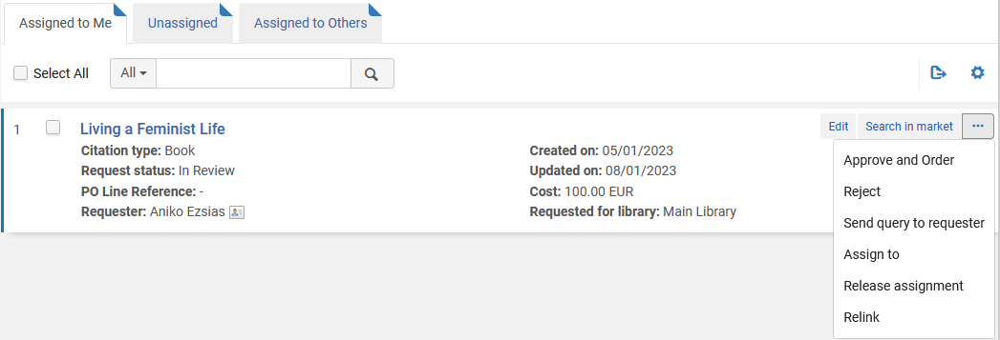 Assigned to Me Unassigned Assigned to Others
Select All All
1 Living a Feminist Life Edit Search in market ...
Citation type: Book Created on: 05/01/2023
Request status: In Review Updated on: 08/01/2023
PO Line Reference: - Cost: 100.00 EUR
Requester: Aniko Ezsias Requested for library: Main Library
Approve and Order
Reject
Send query to requester
Assign to
Release assignment
Relink